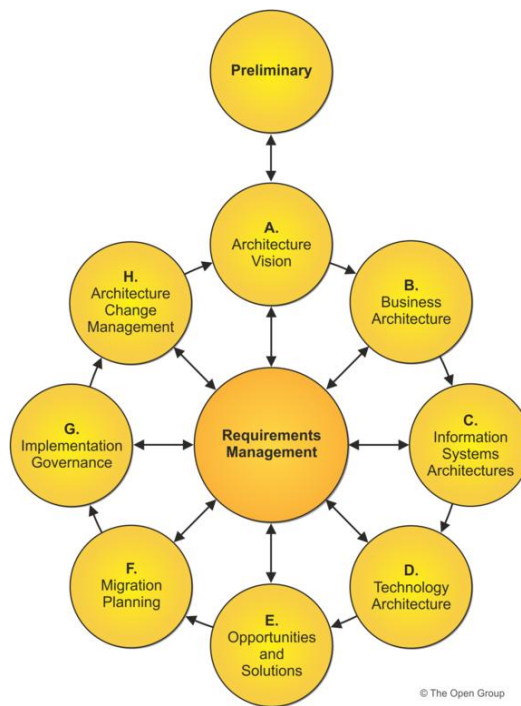 Preliminary
A.
Architecture
Vision
H.
Architecture
Change
Management
B.
Business
Architecture
G.
Implementation
Governance
Requirements
Management
C.
Information
Systems
Architectures
F.
Migration
Planning
D.
Technology
Architecture
E.
Opportunities
and
Solutions
© The Open Group